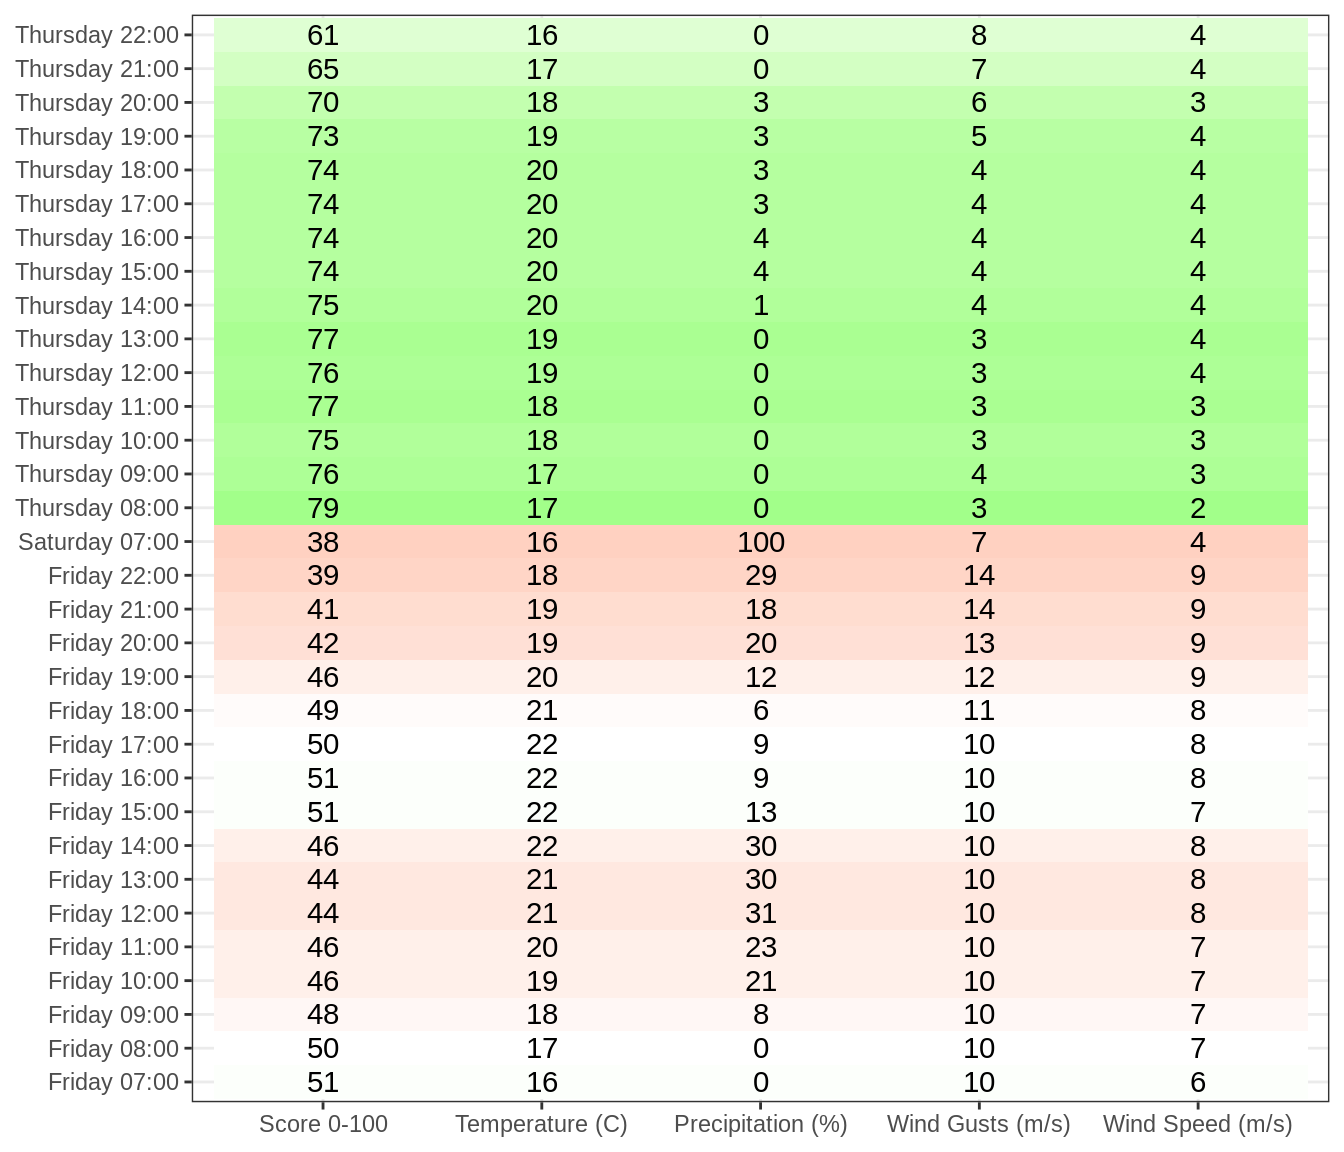 Thursday 22:00 61 16 0 8 4
Thursday 21:00 65 17 0 7 4
Thursday 20:00 70 18 3 6 3
Thursday 19:00 73 19 3 5 4
Thursday 18:00 74 20 3 4 4
Thursday 17:00 74 20 3 4 4
Thursday 16:00 74 20 4 4 4
Thursday 15:00 74 20 4 4 4
Thursday 14:00 75 20 1 4 4
Thursday 13:00 77 19 0 3 4
Thursday 12:00 76 19 0 3 4
Thursday 11:00 77 18 0 3 3
Thursday 10:00 75 18 0 3 3
Thursday 09:00 76 17 0 4 3
Thursday 08:00 79 17 0 3 2
Saturday 07:00 38 16 100 7 4
Friday 22:00 39 18 29 14 9
Friday 21:00 41 19 18 14 9
Friday 20:00 42 19 20 13 9
Friday 19:00 46 20 12 12 9
Friday 18:00 49 21 6 11 8
Friday 17:00 50 22 9 10 8
Friday 16:00 51 22 9 10 8
Friday 15:00 51 22 13 10 7
Friday 14:00 46 22 30 10 8
Friday 13:00 44 21 30 10 8
Friday 12:00 44 21 31 10 8
Friday 11:00 46 20 23 10 7
Friday 10:00 46 19 21 10 7
Friday 09:00 48 18 8 10 7
Friday 08:00 50 17 0 10 7
Friday 07:00 51 16 0 10 6
Score 0-100 Temperature (C) Precipitation (%) Wind Gusts (m/s) Wind Speed (m/s)